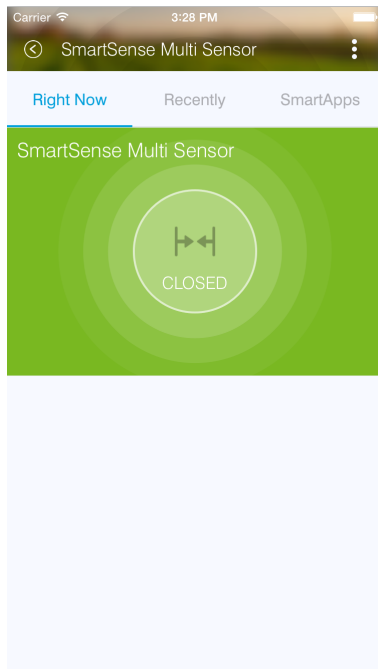 Carrier 3:28 PM
SmartSense Multi Sensor
Right Now Recently SmartApps
SmartSense Multi Sensor
CLOSED